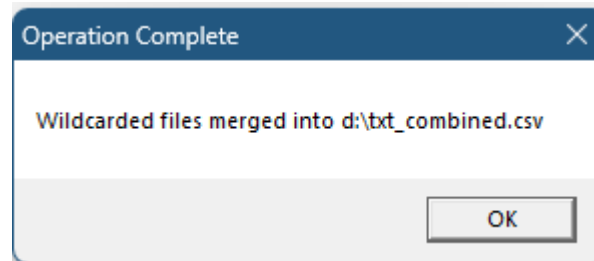 Operation Complete
Wildcarded files merged into d:\txt_combined.csv
OK